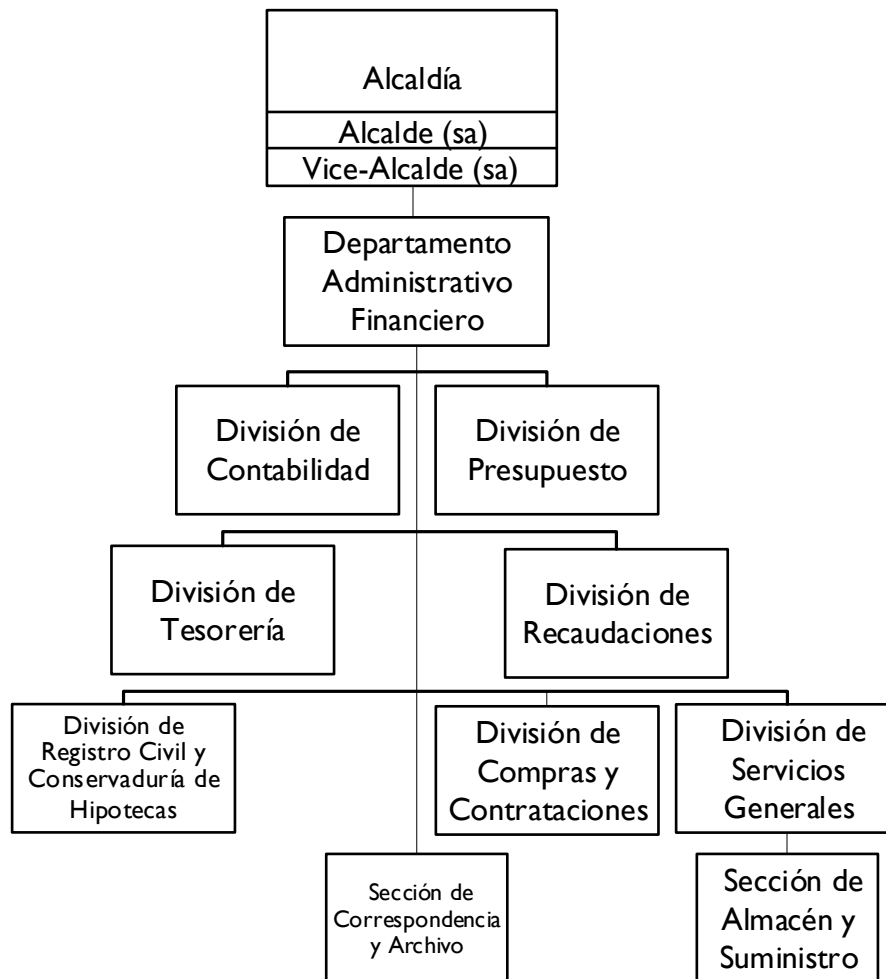 Alcaldía
Alcalde (sa)
Vice-Alcalde (sa)
Departamento
Administrativo
Financiero
División de
Contabilidad
División de
Presupuesto
División de
Tesorería
División de
Recaudaciones
División de
Registro Civil y
Conservaduría de
Hipotecas
División de
Compras y
Contrataciones
División de
Servicios
Generales
Sección de
Correspondencia
y Archivo
Sección de
Almacén y
Suministro